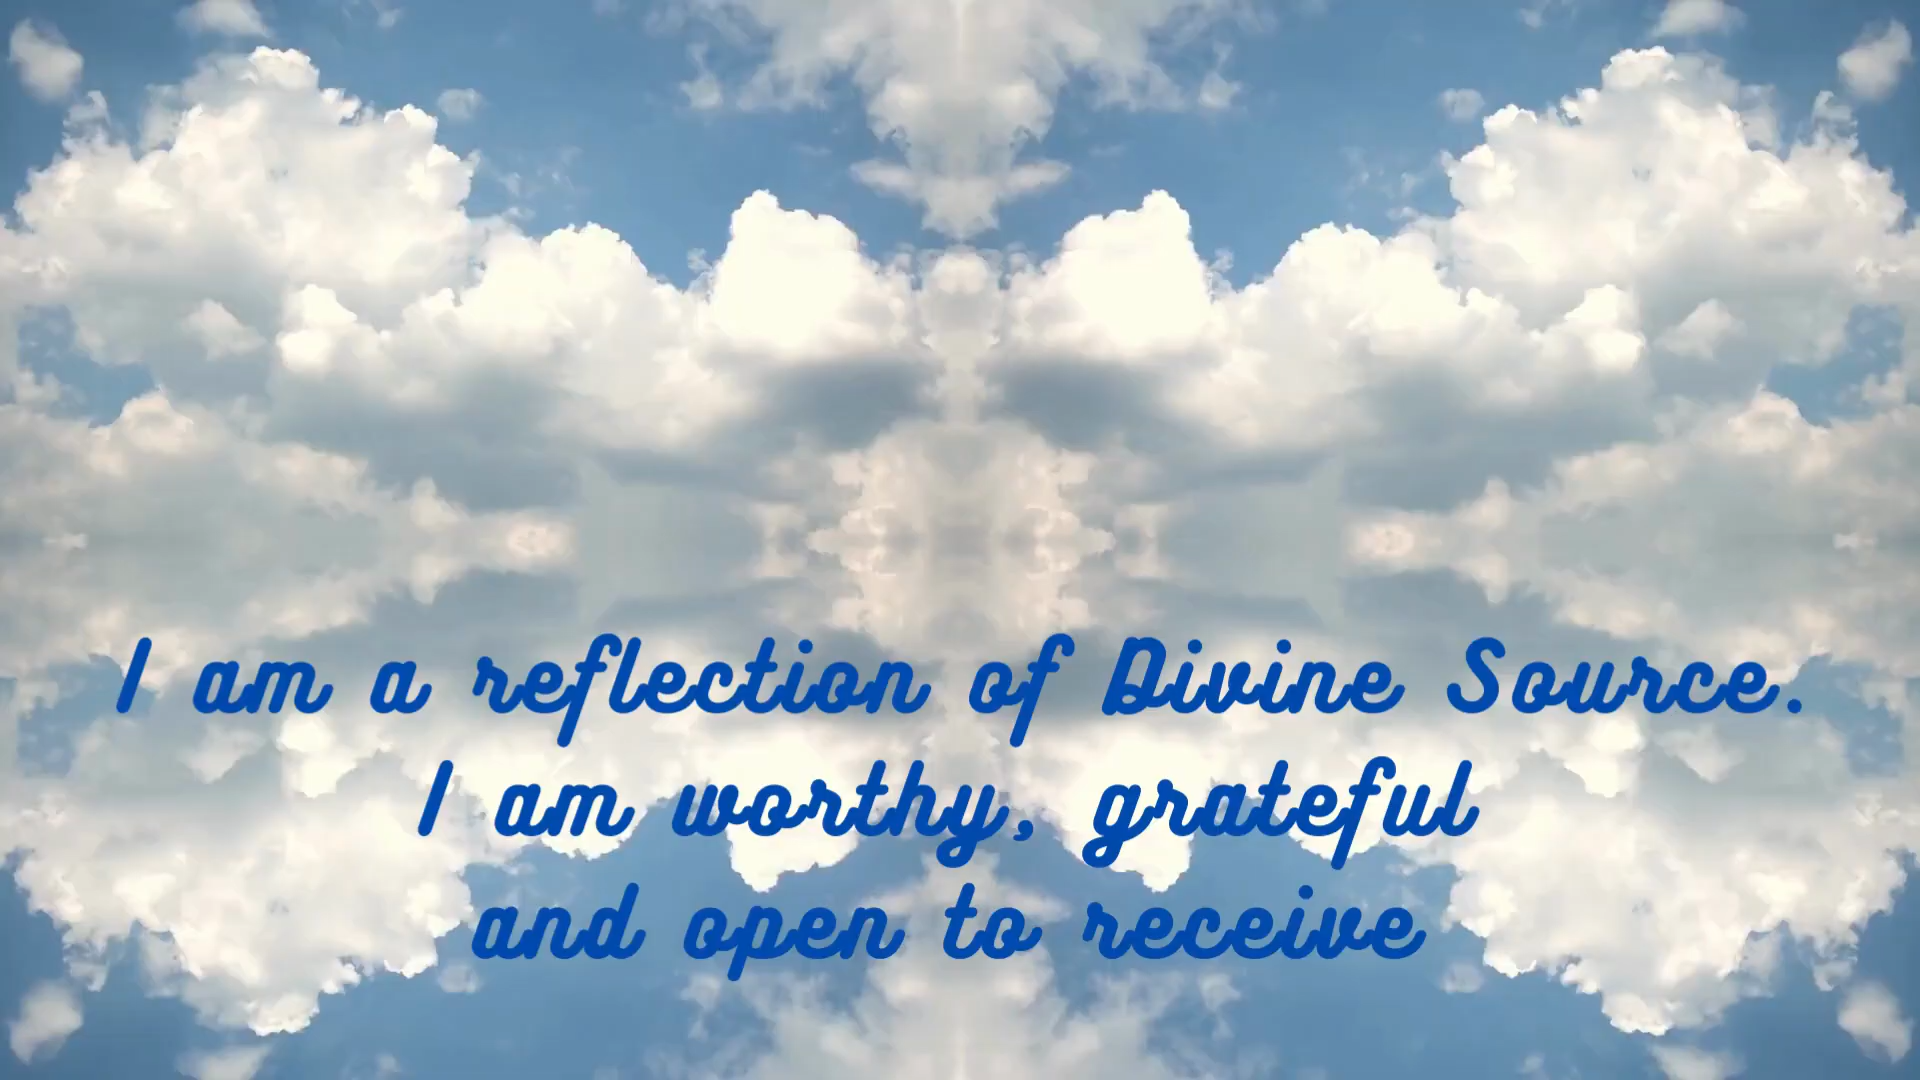 I am a reflection of Divine Source.
I am worthy, grateful
and open to receive